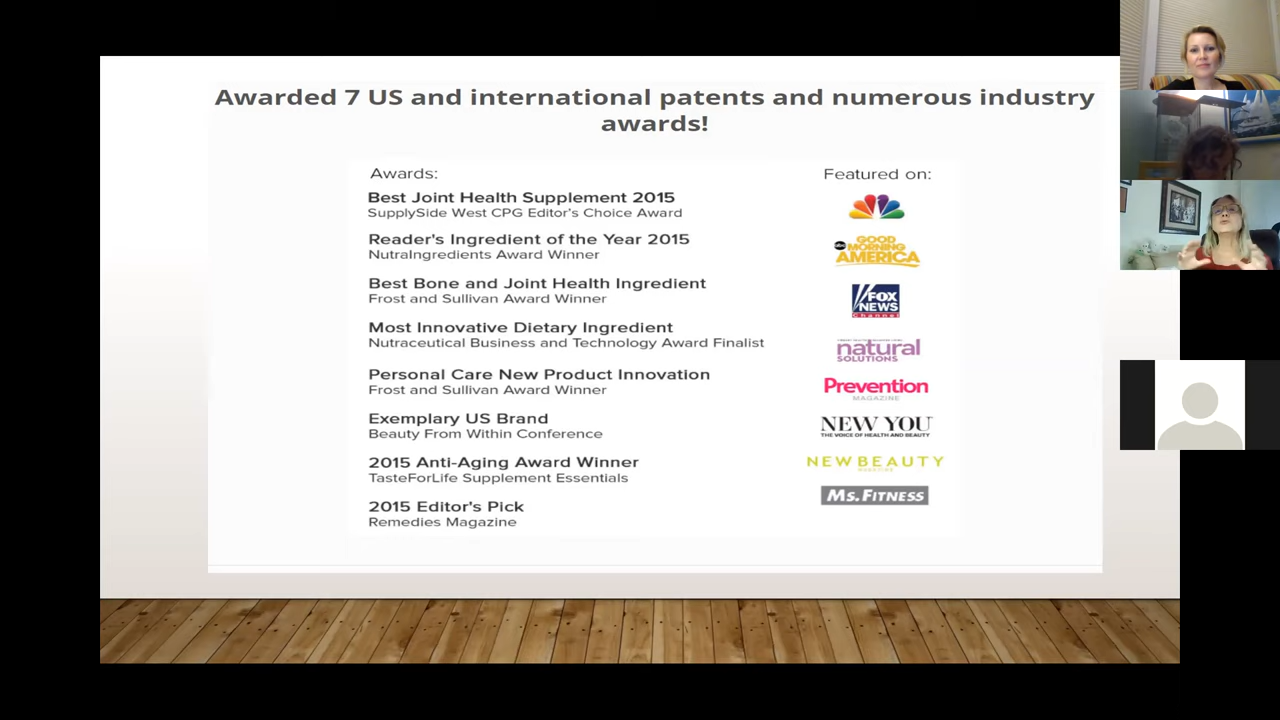 Awarded 7 US and international patents and numerous industry
awards!
Awards:
Best Joint Health Supplement 2015
SupplySide West CPG Editor's Choice Award
Reader's Ingredient of the Year 2015
NutraIngredients Award Winner
Best Bone and Joint Health Ingredient
Frost and Sullivan Award Winner
Most Innovative Dietary Ingredient
Nutraceutical Business and Technology Award Finalist
Personal Care New Product Innovation
Frost and Sullivan Award Winner
Exemplary US Brand
Beauty From Within Conference
2015 Anti-Aging Award Winner
TasteForLife Supplement Essentials
2015 Editor's Pick
Remedies Magazine
Featured on:
abc GOOD
MORNING
AMERICA
FOX
NEWS
Channel
natural
SOLUTIONS
Prevention
MAGAZINE
NEW YOU
THE VOICE OF HEALTH AND BEAUTY
NEWBEAUTY
MAGAZINE
Ms. FITNESS